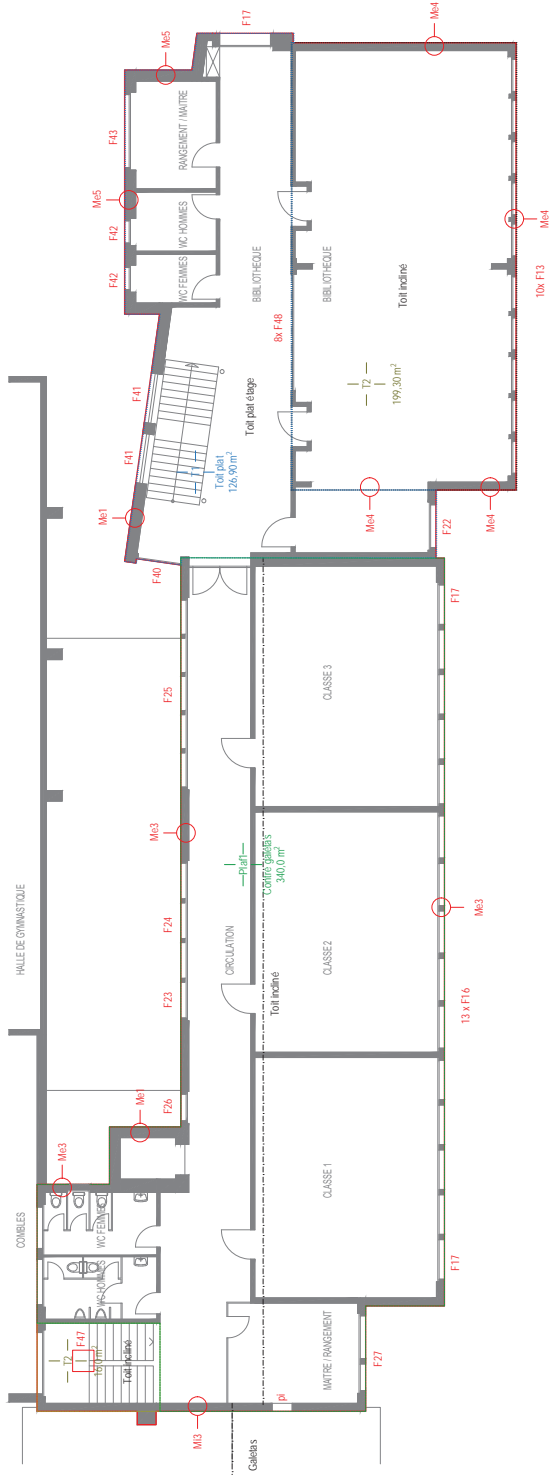 F17
Me4
Me5
F43
RANGEMENT / MAITRE
Me5
F42
WC HOMMES
F42
WC FEMMES
BIBLIOTHEQUE
BIBLIOTHEQUE
8x F48
Toit incliné
Me4
10x F13
T2
199,30 m²
F41
F41
Toit plat étage
T1
Toit plat
126,90 m²
Me1
F40
Me4
Me4
F22
HALLE DE GYMNASTIQUE
F25
Me3
F24
F23
F26
Me1
CIRCULATION
Plaf1
Contre galetas
340,0 m²
Toit incliné
CLASSE 3
CLASSE 2
CLASSE 1
F17
Me3
13 x F16
F17
COMBLES
Me3
WC FEMMES
WC HOMMES
F47
T2
16,0 m²
Toit incliné
MAITRE / RANGEMENT
F27
pi
Mi3
Galetas